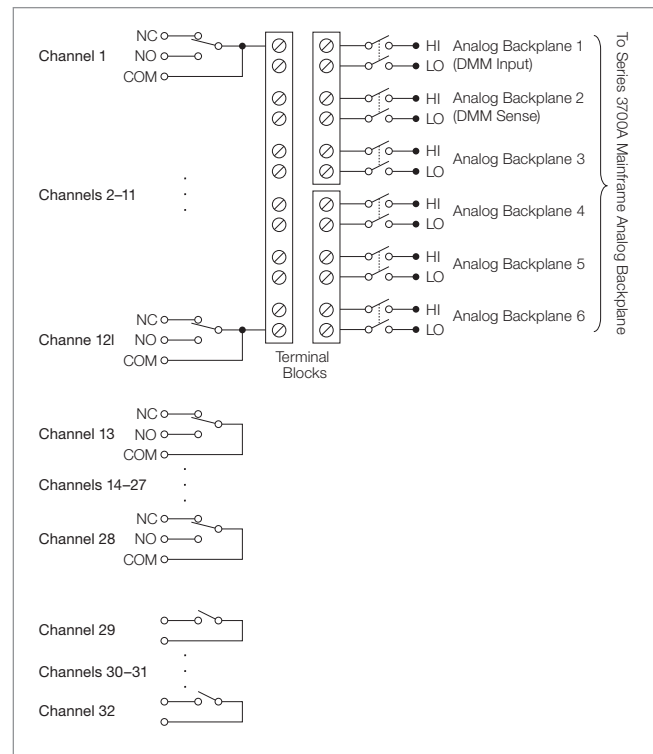 Channel 1
NC
NO
COM
HI Analog Backplane 1
LO (DMM Input)
HI Analog Backplane 2
LO (DMM Sense)
HI
LO
Analog Backplane 3
Channels 2–11
HI
LO
Analog Backplane 4
HI
LO
Analog Backplane 5
HI
LO
Analog Backplane 6
To Series 3700A Mainframe Analog Backplane
Channe 12l
NC
NO
COM
Terminal
Blocks
Channel 13
NC
NO
COM
Channels 14–27
Channel 28
NC
NO
COM
Channel 29
Channels 30–31
Channel 32